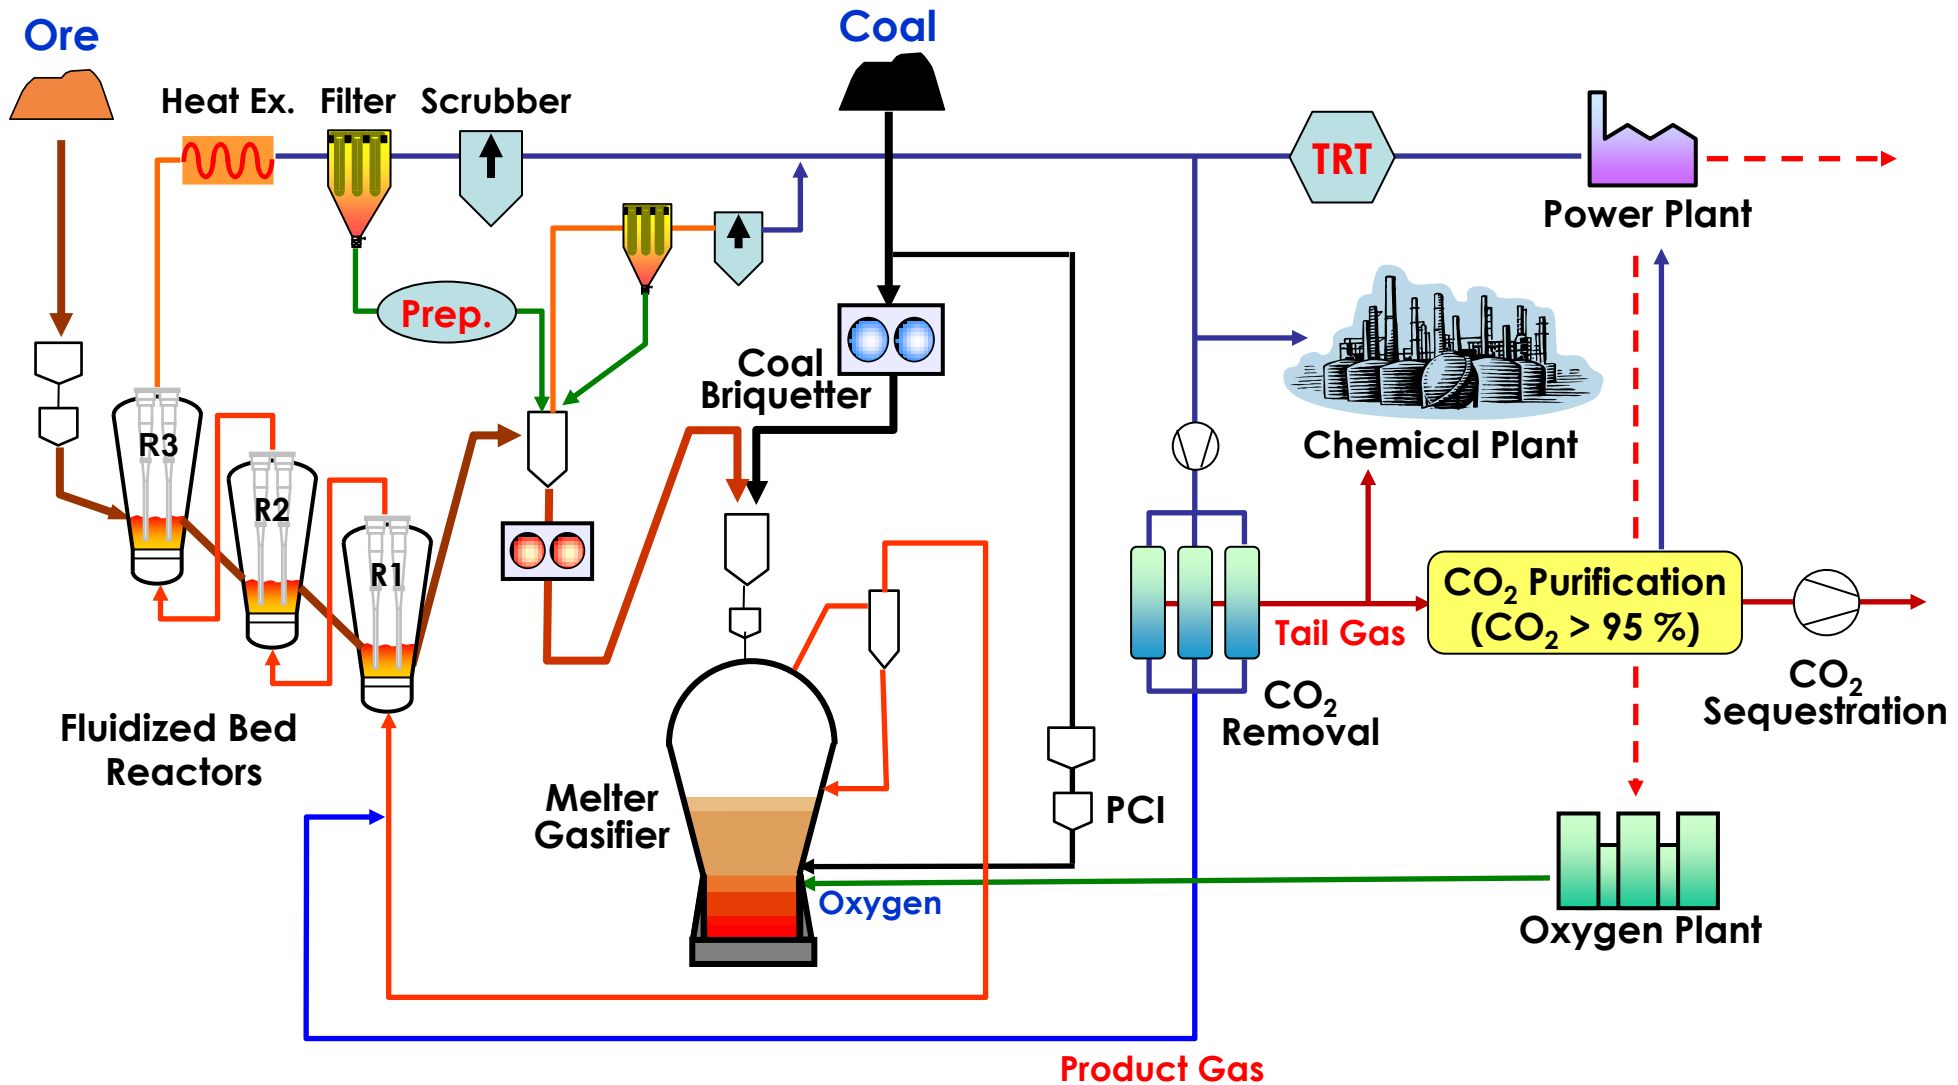 Ore
Coal
Heat Ex.
Filter
Scrubber
TRT
Power Plant
Prep.
Coal
Briquetter
Chemical Plant
R3
R2
R1
CO2 Purification
(CO2 > 95 %)
Tail Gas
CO2
Removal
CO2
Sequestration
Fluidized Bed
Reactors
Melter
Gasifier
PCI
Oxygen
Oxygen Plant
Product Gas